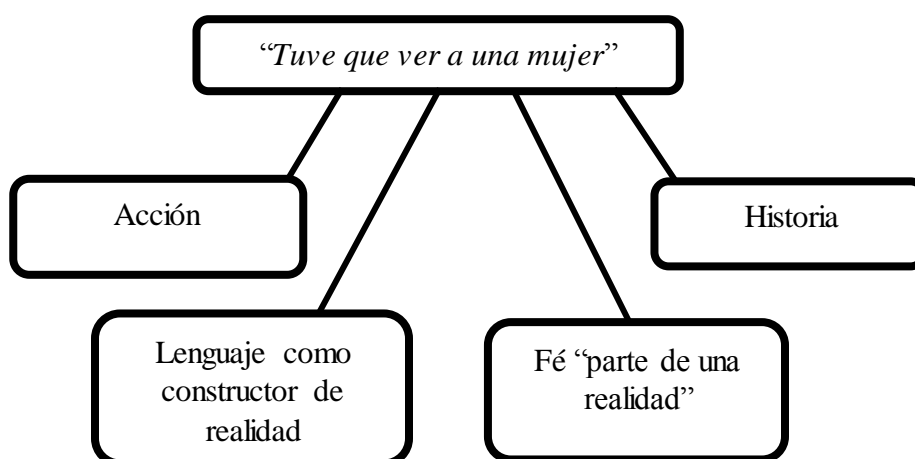 “Tuve que ver a una mujer”
Acción
Historia
Lenguaje como
constructor de
realidad
Fé “parte de una
realidad”